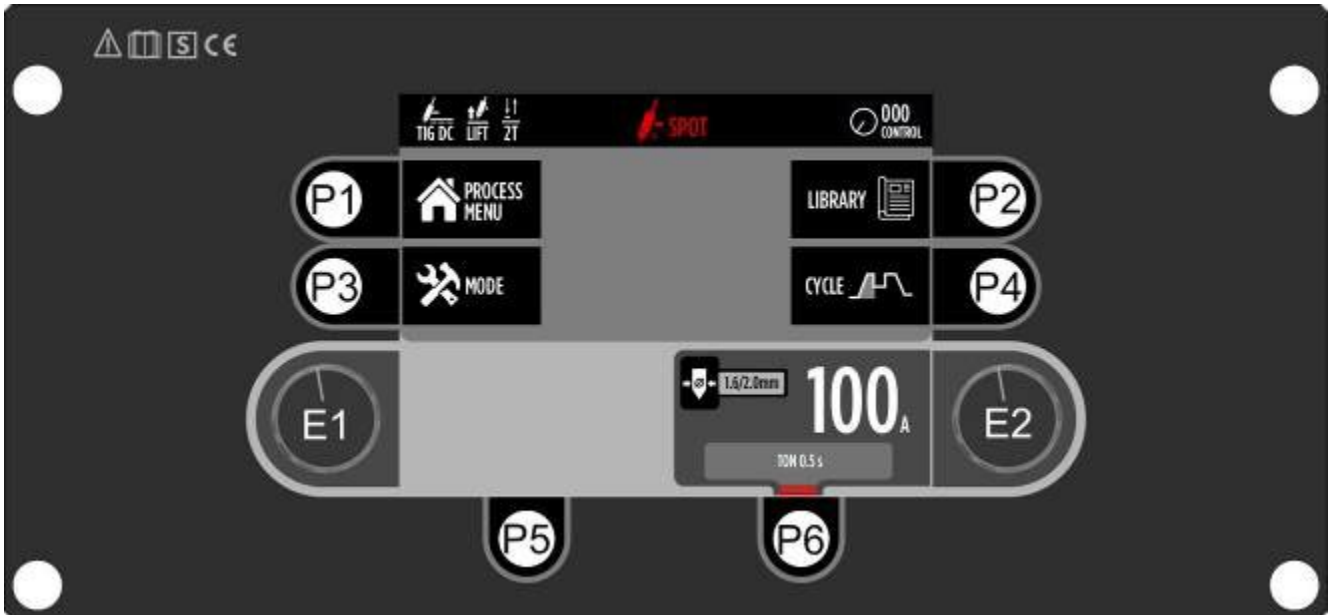 S CE
TIG DC LIFT 2T SPOT 000 CONTROL
P1 PROCESS MENU LIBRARY P2
P3 MODE CYCLE P4
E1 1.6/2.0mm 100 A E2
TON 0.5 s
P5 P6